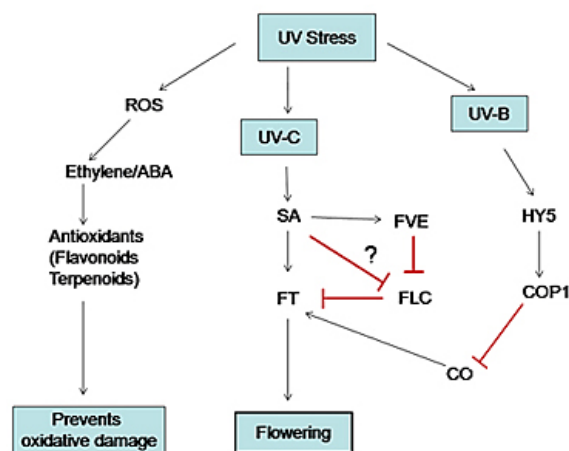 UV Stress
ROS
UV-C
UV-B
Ethylene/ABA
SA
FVE
HY5
Antioxidants
(Flavonoids
Terpenoids)
?
FT
FLC
COP1
CO
Prevents
oxidative damage
Flowering